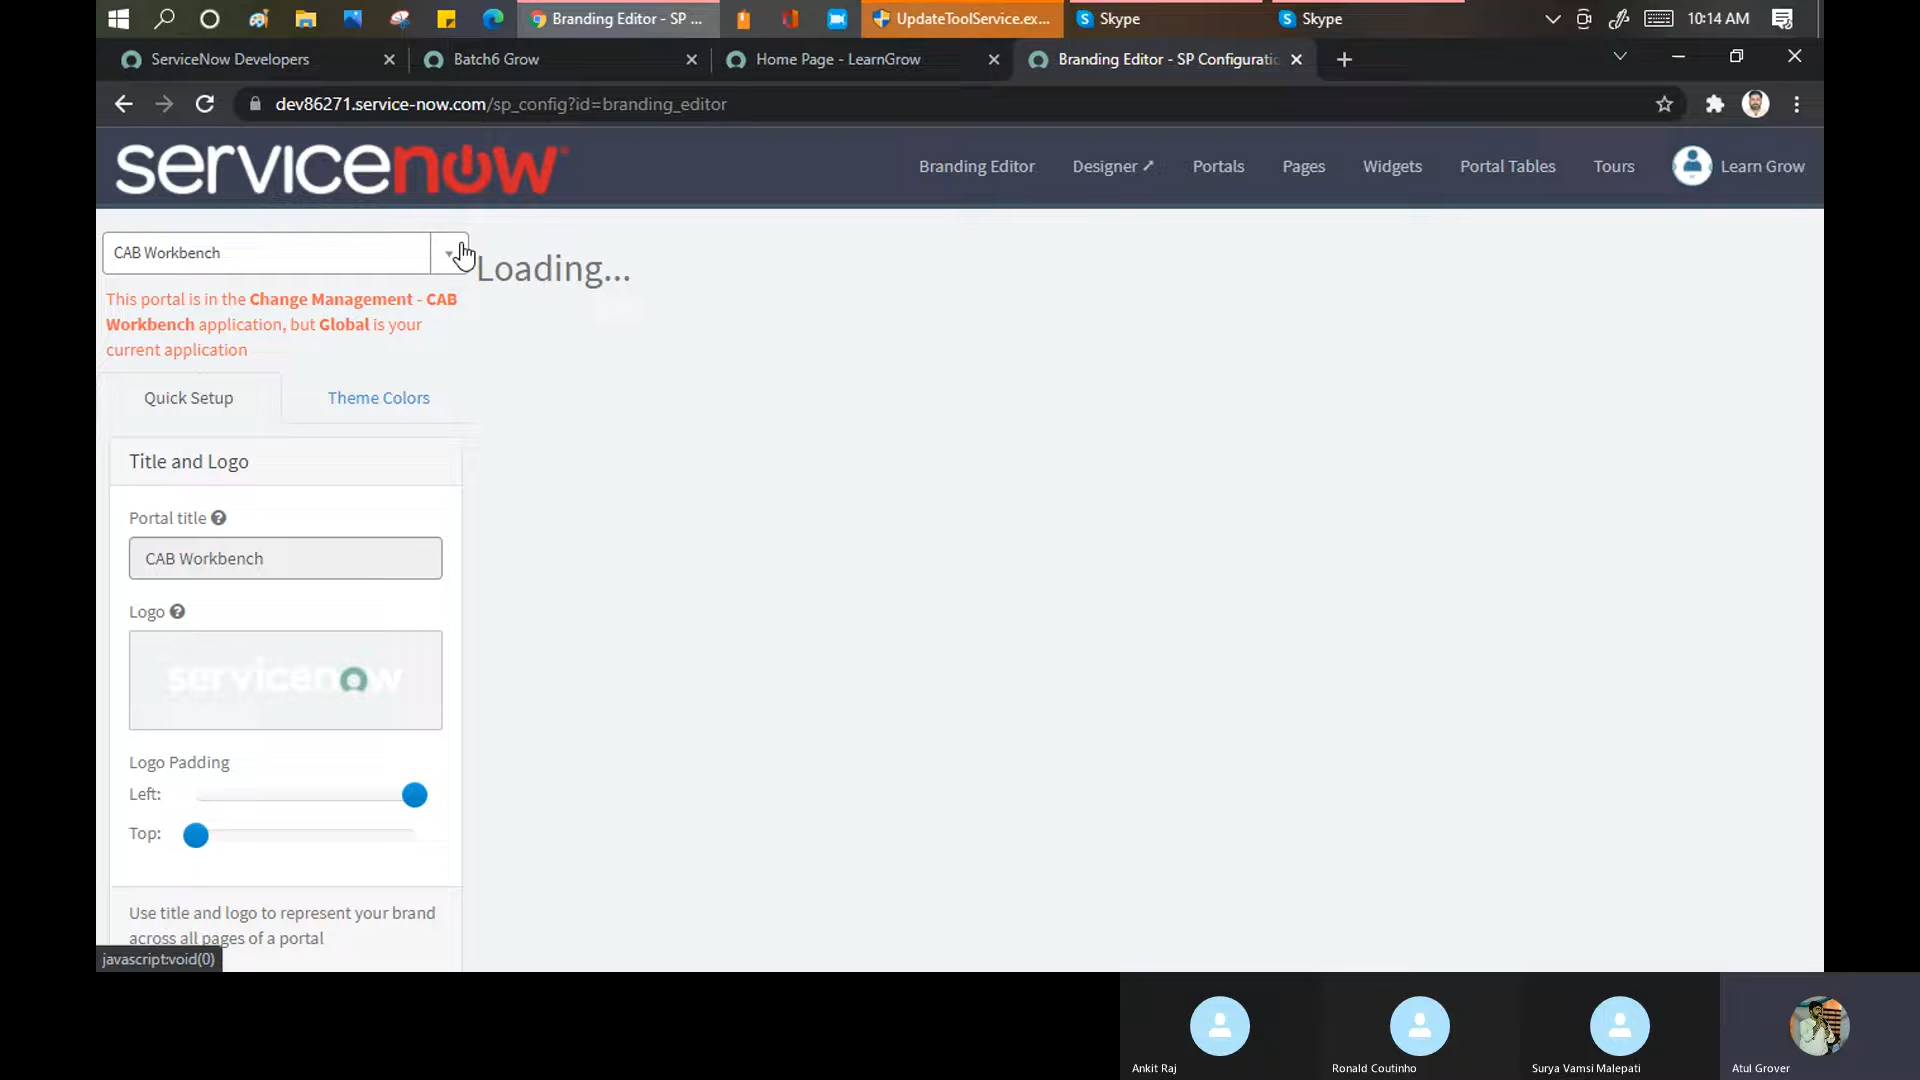 Branding Editor - SP ...
UpdateToolService.ex...
Skype
Skype
10:14 AM
ServiceNow Developers
Batch6 Grow
Home Page - LearnGrow
Branding Editor - SP Configuratic
dev86271.service-now.com/sp_config?id=branding_editor
servicenow
Branding Editor
Designer
Portals
Pages
Widgets
Portal Tables
Tours
Learn Grow
CAB Workbench
Loading...
This portal is in the Change Management - CAB
Workbench application, but Global is your
current application
Quick Setup
Theme Colors
Title and Logo
Portal title
CAB Workbench
Logo
servicenow
Logo Padding
Left:
Top:
Use title and logo to represent your brand
across all pages of a portal
javascript:void(0)
Ankit Raj
Ronald Coutinho
Surya Vamsi Malepati
Atul Grover